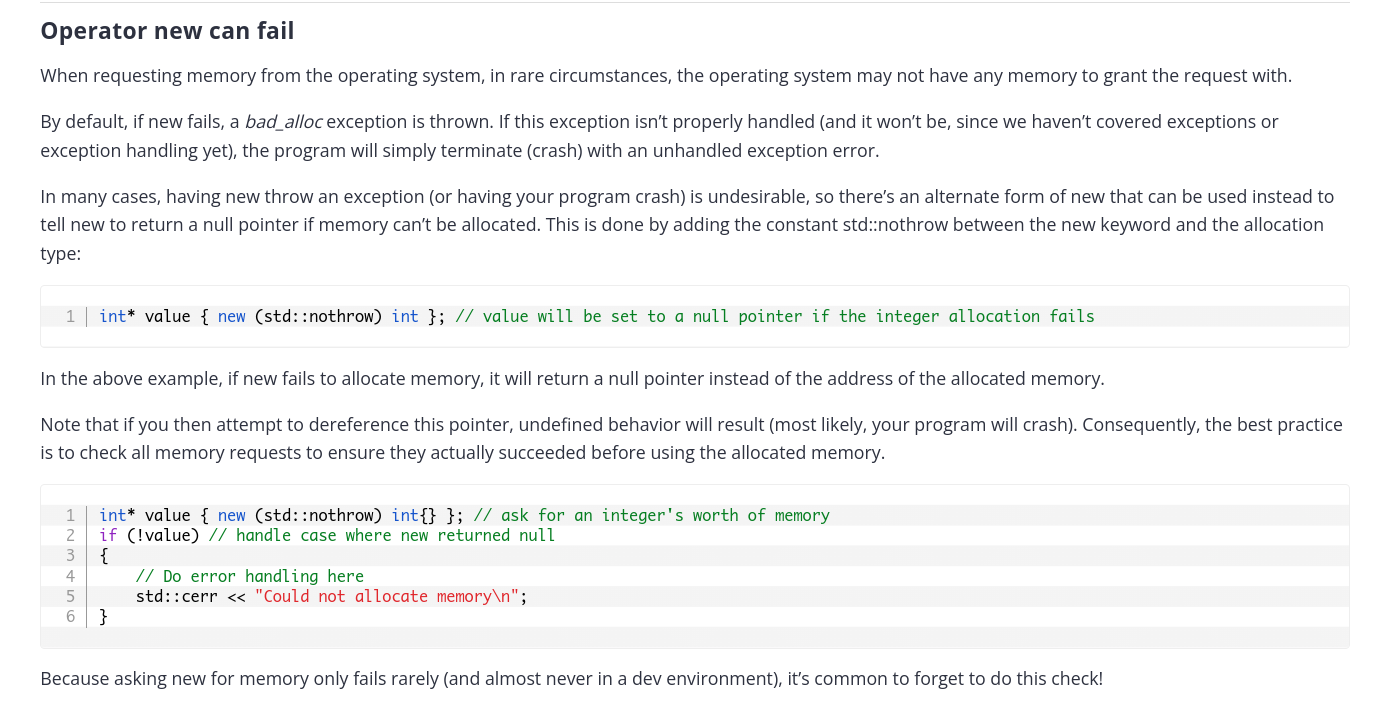 Operator new can fail
When requesting memory from the operating system, in rare circumstances, the operating system may not have any memory to grant the request with.
By default, if new fails, a bad_alloc exception is thrown. If this exception isn’t properly handled (and it won’t be, since we haven’t covered exceptions or
exception handling yet), the program will simply terminate (crash) with an unhandled exception error.
In many cases, having new throw an exception (or having your program crash) is undesirable, so there’s an alternate form of new that can be used instead to
tell new to return a null pointer if memory can’t be allocated. This is done by adding the constant std::nothrow between the new keyword and the allocation
type:
1 int* value { new (std::nothrow) int }; // value will be set to a null pointer if the integer allocation fails
In the above example, if new fails to allocate memory, it will return a null pointer instead of the address of the allocated memory.
Note that if you then attempt to dereference this pointer, undefined behavior will result (most likely, your program will crash). Consequently, the best practice
is to check all memory requests to ensure they actually succeeded before using the allocated memory.
1 int* value { new (std::nothrow) int{} }; // ask for an integer's worth of memory
2 if (!value) // handle case where new returned null
3 {
4     // Do error handling here
5     std::cerr << "Could not allocate memory\n";
6 }
Because asking new for memory only fails rarely (and almost never in a dev environment), it’s common to forget to do this check!